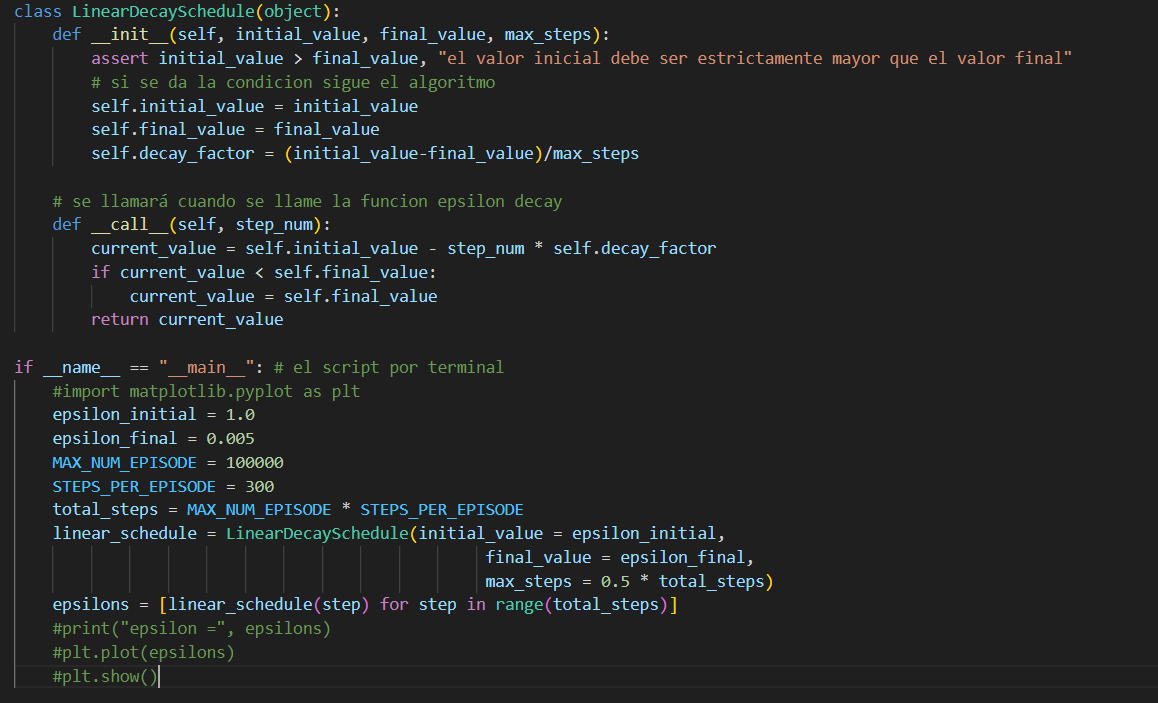 class LinearDecaySchedule(object):
    def __init__(self, initial_value, final_value, max_steps):
        assert initial_value > final_value, "el valor inicial debe ser estrictamente mayor que el valor final"
        # si se da la condicion sigue el algoritmo
        self.initial_value = initial_value
        self.final_value = final_value
        self.decay_factor = (initial_value-final_value)/max_steps

    # se llamará cuando se llame la funcion epsilon decay
    def __call__(self, step_num):
        current_value = self.initial_value - step_num * self.decay_factor
        if current_value < self.final_value:
            current_value = self.final_value
        return current_value

if __name__ == "__main__": # el script por terminal
    #import matplotlib.pyplot as plt
    epsilon_initial = 1.0
    epsilon_final = 0.005
    MAX_NUM_EPISODE = 100000
    STEPS_PER_EPISODE = 300
    total_steps = MAX_NUM_EPISODE * STEPS_PER_EPISODE
    linear_schedule = LinearDecaySchedule(initial_value = epsilon_initial,
                                                 final_value = epsilon_final,
                                                 max_steps = 0.5 * total_steps)
    epsilons = [linear_schedule(step) for step in range(total_steps)]
    #print("epsilon =", epsilons)
    #plt.plot(epsilons)
    #plt.show()